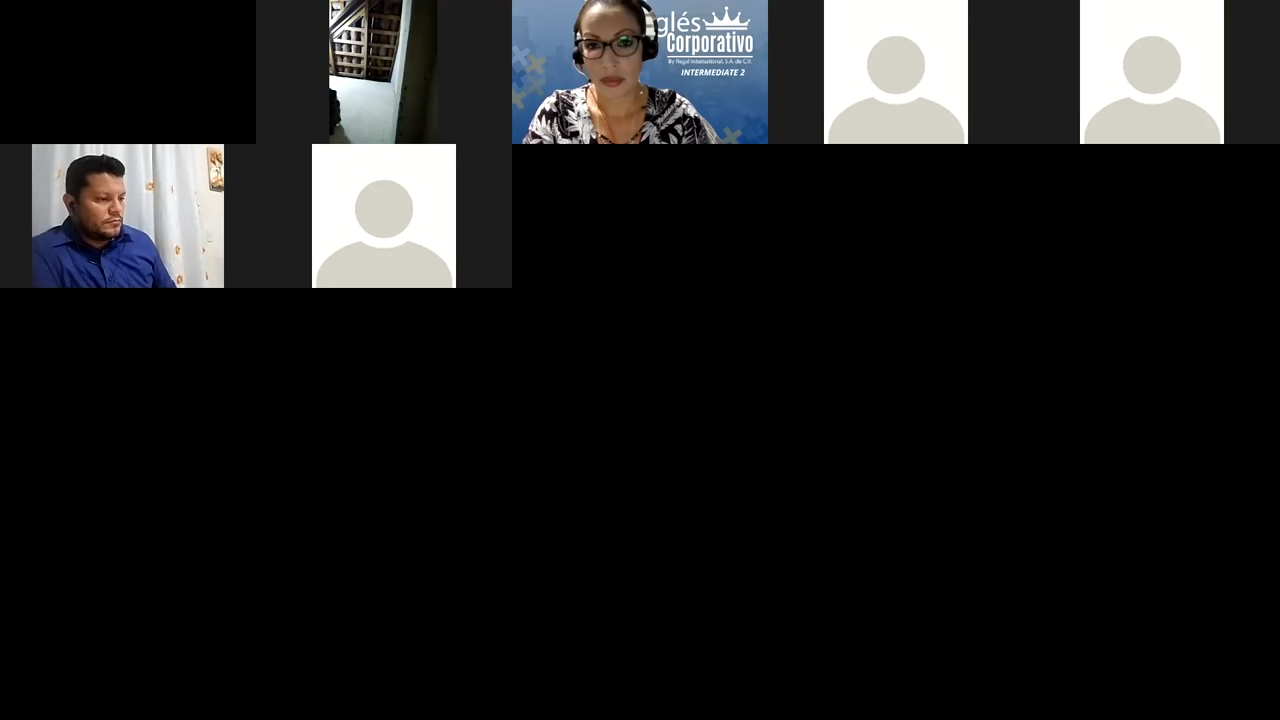 glés
Corporativo
By Regal International, S.A. de C.V.
INTERMEDIATE 2